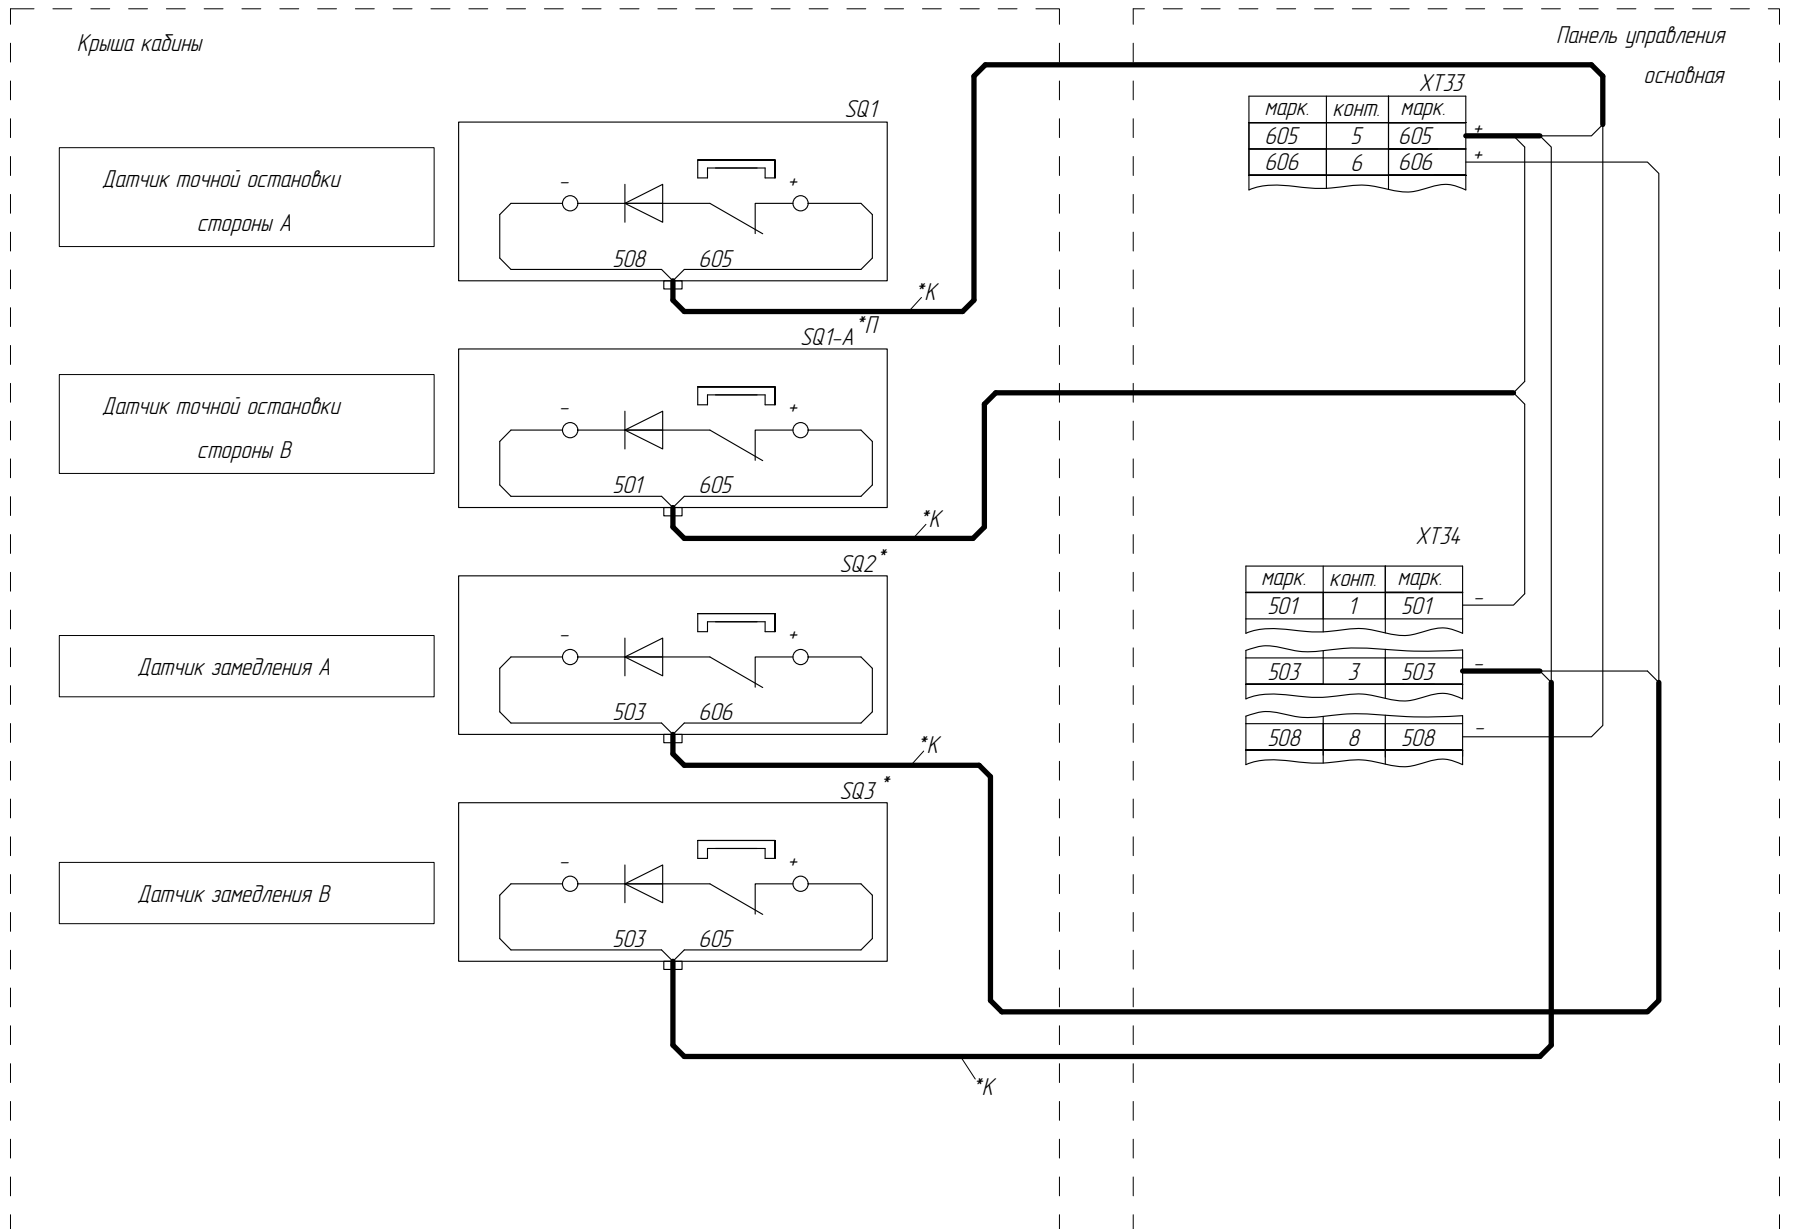 Крыша кабины
Панель управления
основная
XT33
марк. конт. марк.
605 5 605 +
606 6 606 +
SQ1
Датчик точной остановки
стороны А
- +
508 605
*К
SQ1-A *П
Датчик точной остановки
стороны В
- +
501 605
*К
XT34
марк. конт. марк.
501 1 501 -
503 3 503 -
508 8 508 -
SQ2 *
Датчик замедления А
- +
503 606
*К
SQ3 *
Датчик замедления В
- +
503 605
*К